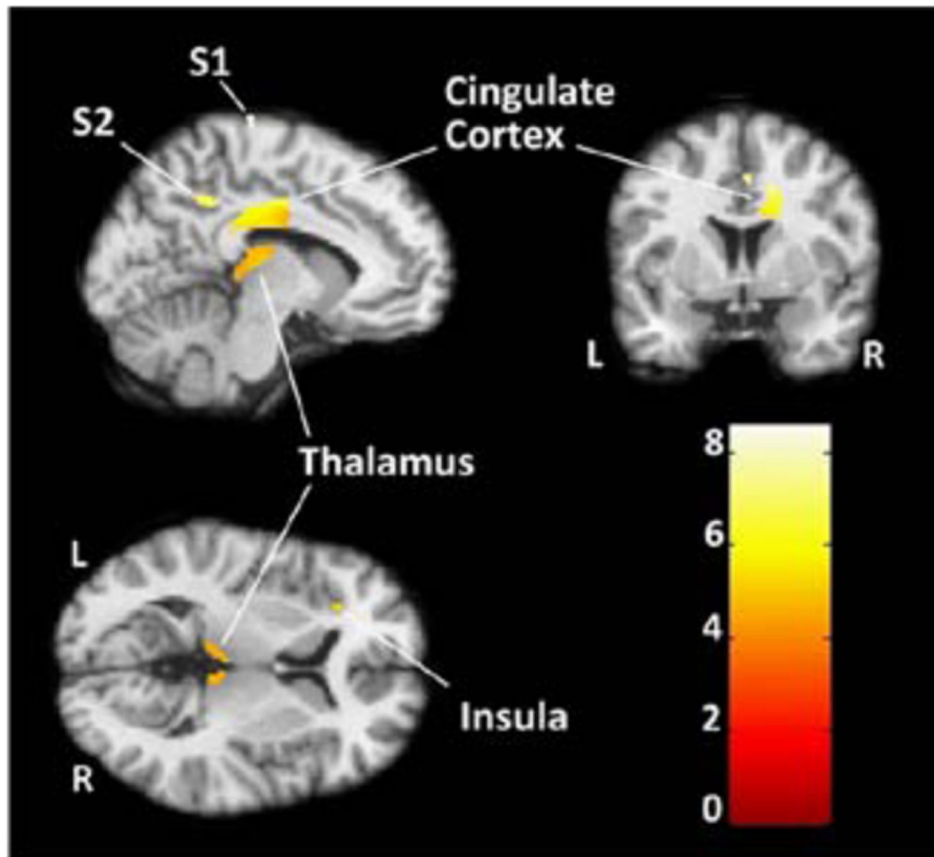 S1
S2
Cingulate
Cortex
L
R
Thalamus
L
R
Insula
8
6
4
2
0